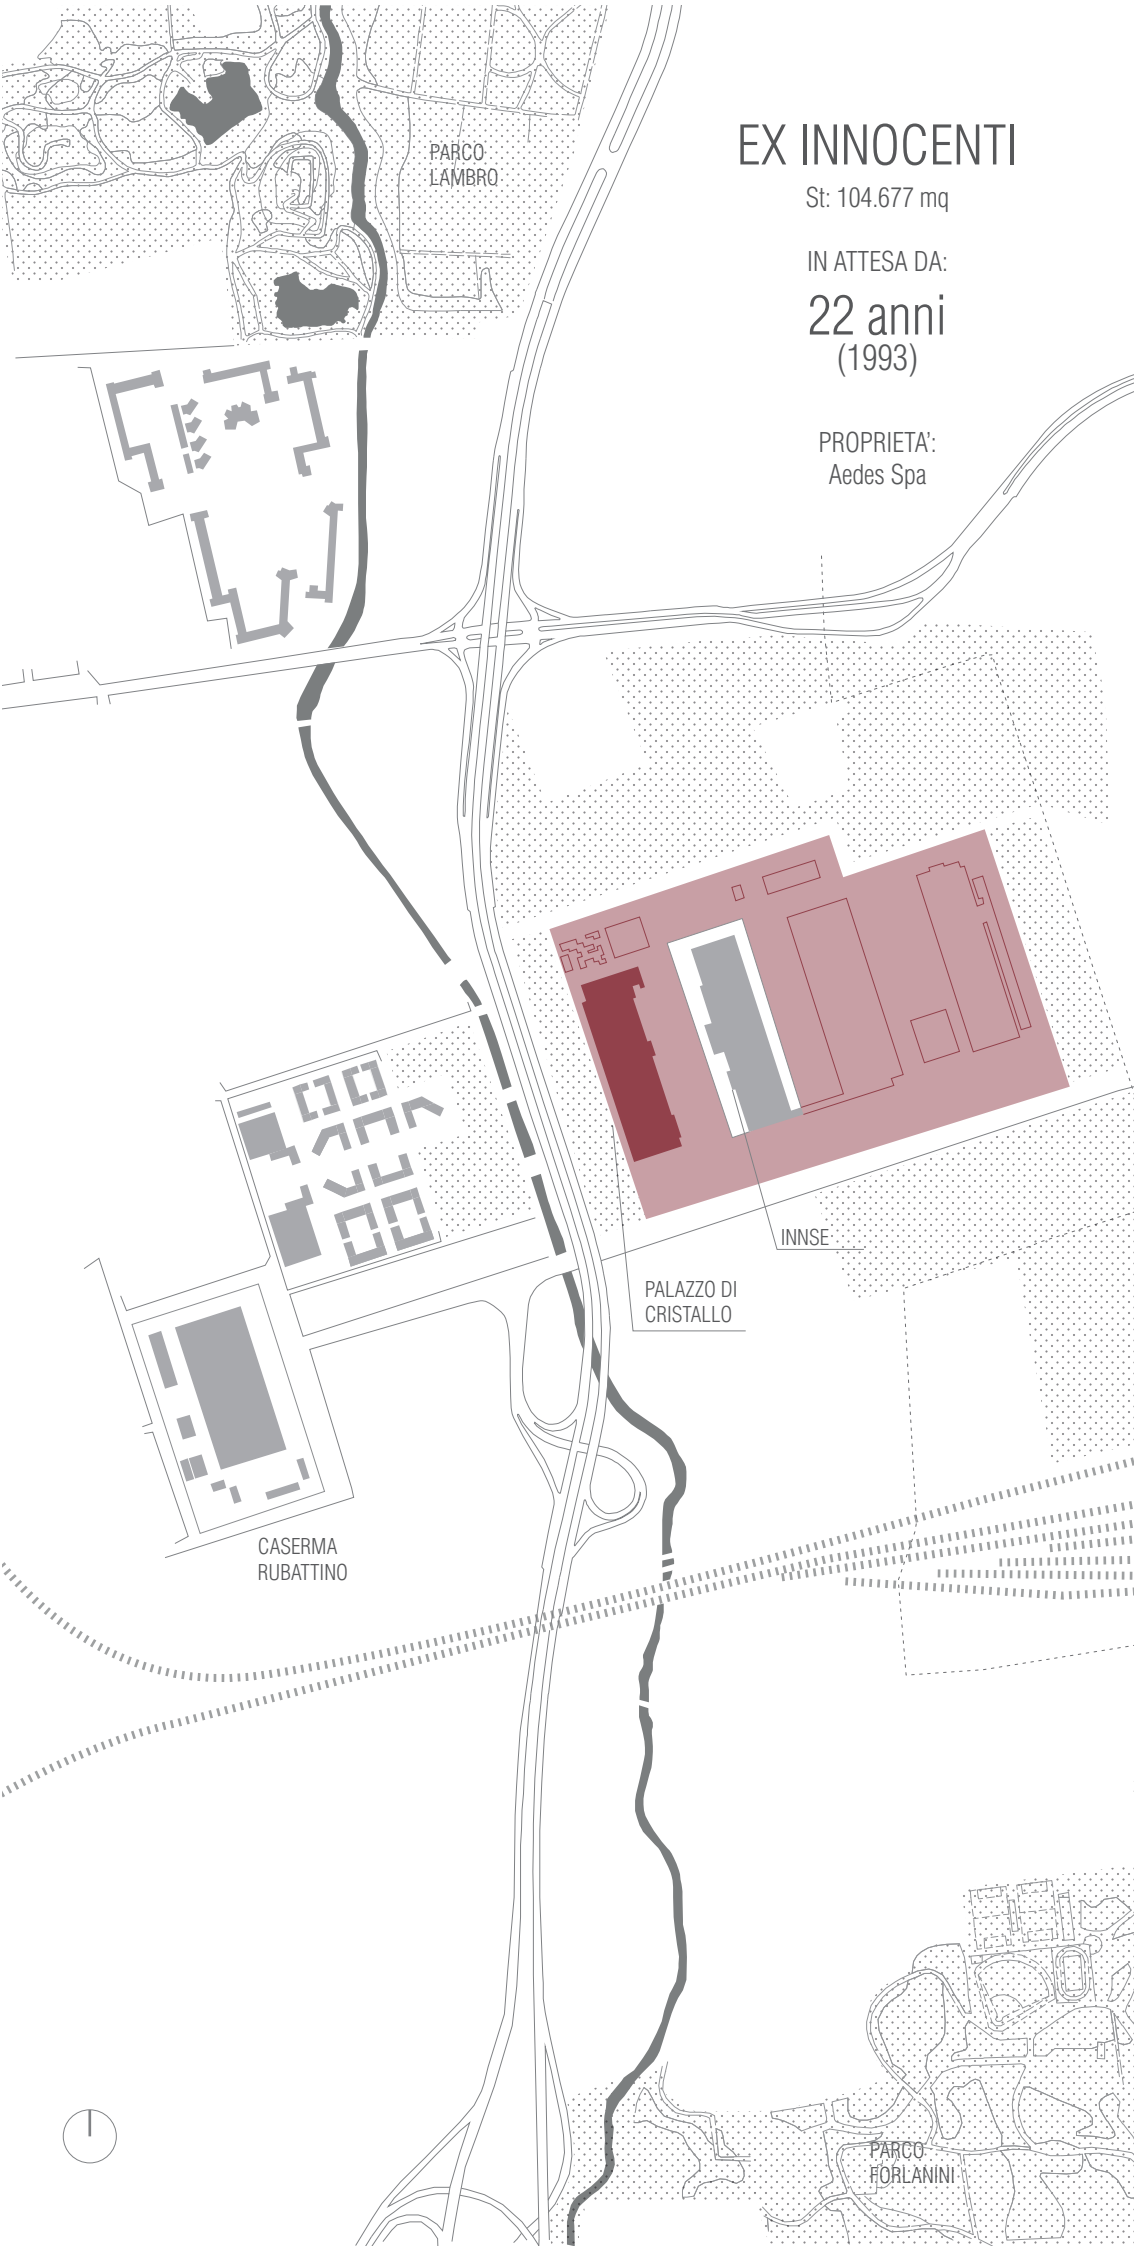 PARCO
LAMBRO
EX INNOCENTI
St: 104.677 mq
IN ATTESA DA:
22 anni
(1993)
PROPRIETA':
Aedes Spa
INNSE
PALAZZO DI
CRISTALLO
CASERMA
RUBATTINO
PARCO
FORLANINI